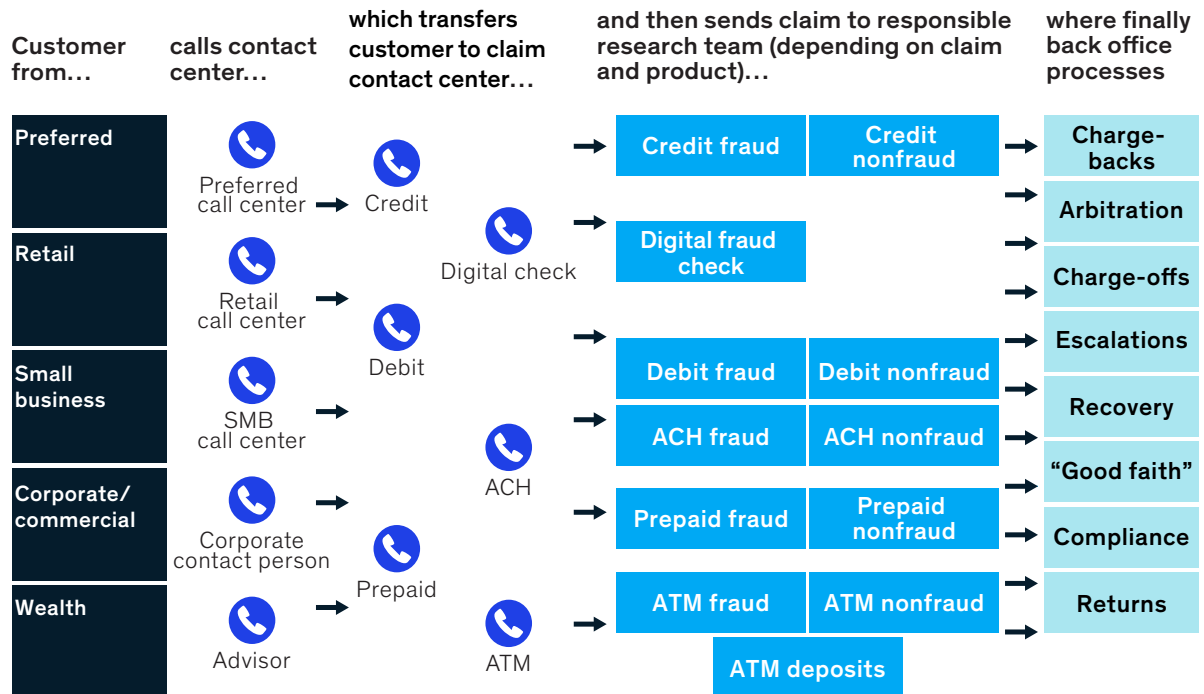 Customer
from…
calls contact
center…
which transfers
customer to claim
contact center…
and then sends claim to responsible
research team (depending on claim
and product)…
where finally
back office
processes
Preferred
Retail
Small
business
Corporate/
commercial
Wealth
Preferred
call center
Retail
call center
SMB
call center
Corporate
contact person
Advisor
Credit
Digital check
Debit
ACH
Prepaid
ATM
Credit fraud
Credit
nonfraud
Digital fraud
check
Debit fraud
Debit nonfraud
ACH fraud
ACH nonfraud
Prepaid fraud
Prepaid
nonfraud
ATM fraud
ATM nonfraud
ATM deposits
Charge-
backs
Arbitration
Charge-offs
Escalations
Recovery
“Good faith”
Compliance
Returns